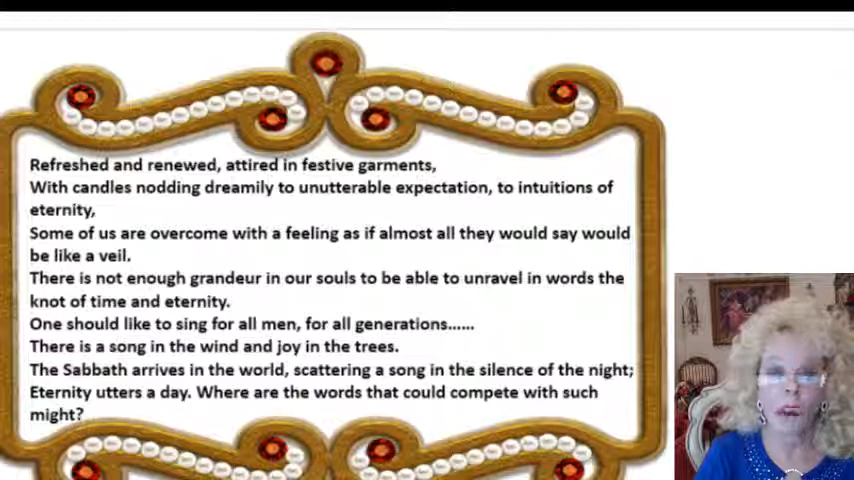 Refreshed and renewed, attired in festive garments,
With candles nodding dreamily to unutterable expectation, to intuitions of
eternity,
Some of us are overcome with a feeling as if almost all they would say would
be like a veil.
There is not enough grandeur in our souls to be able to unravel in words the
knot of time and eternity.
One should like to sing for all men, for all generations......
There is a song in the wind and joy in the trees.
The Sabbath arrives in the world, scattering a song in the silence of the night;
Eternity utters a day. Where are the words that could compete with such
might?